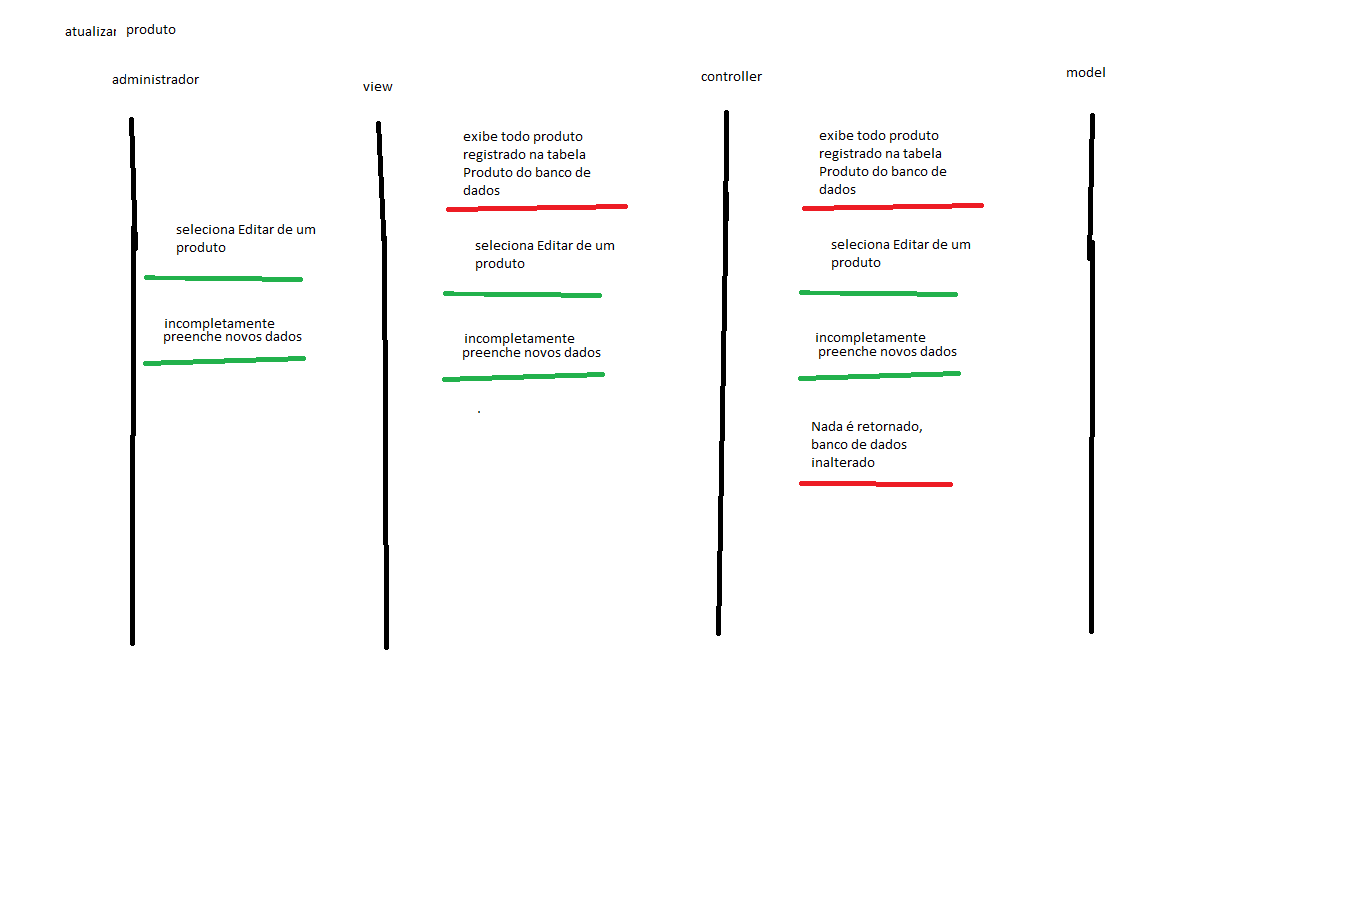 atualizar produto
administrador
view
controller
model
exibe todo produto
registrado na tabela
Produto do banco de
dados
exibe todo produto
registrado na tabela
Produto do banco de
dados
seleciona Editar de um
produto
seleciona Editar de um
produto
seleciona Editar de um
produto
incompletamente
preenche novos dados
incompletamente
preenche novos dados
incompletamente
preenche novos dados
Nada é retornado,
banco de dados
inalterado